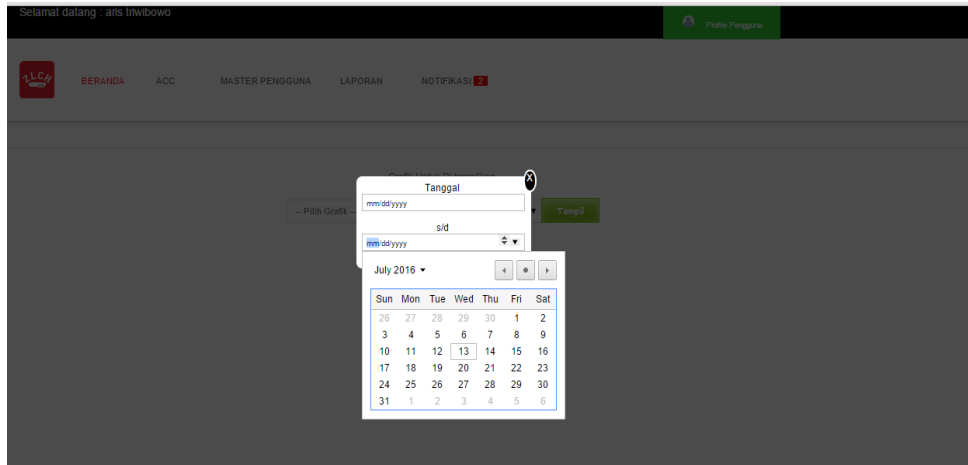 Selamat datang : aris triwibowo
Profile Pengguna
ZLCH
BERANDA ACC MASTER PENGGUNA LAPORAN NOTIFIKASI 2
X
Tanggal
-- Pilih Grafik -- mm/dd/yyyy Tampil
s/d
mm/dd/yyyy
July 2016
Sun Mon Tue Wed Thu Fri Sat
26 27 28 29 30 1 2
3 4 5 6 7 8 9
10 11 12 13 14 15 16
17 18 19 20 21 22 23
24 25 26 27 28 29 30
31 1 2 3 4 5 6